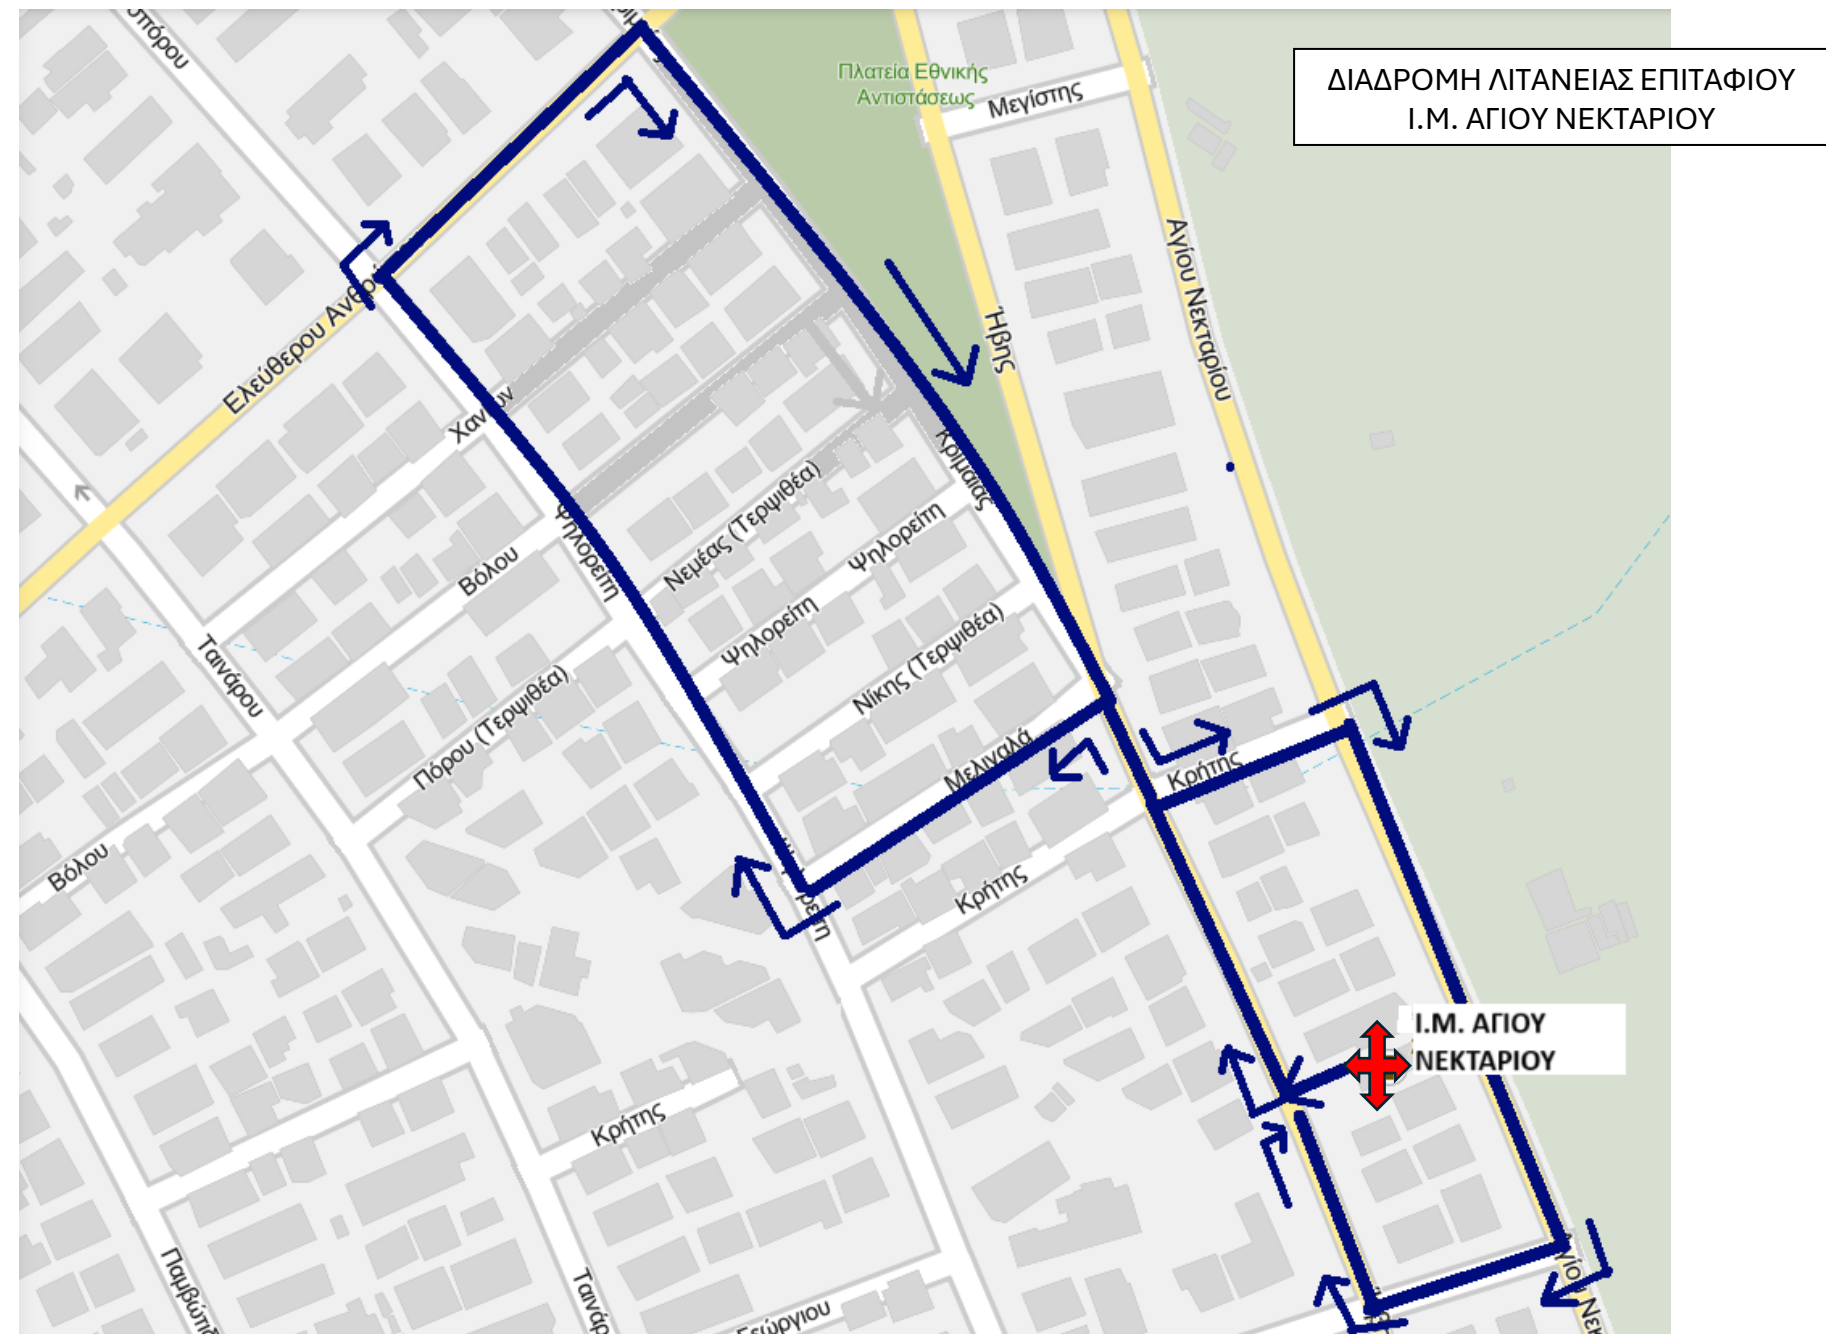 ΔΙΑΔΡΟΜΗ ΛΙΤΑΝΕΙΑΣ ΕΠΙΤΑΦΙΟΥ
Ι.Μ. ΑΓΙΟΥ ΝΕΚΤΑΡΙΟΥ
Πλατεία Εθνικής
Αντιστάσεως
Μεγίστης
Αγίου Νεκταρίου
Ήβης
Ελεύθερου
Χανίων
Κριμαίας
Ψηλορείτη
Νεμέας (Τερψιθέα)
Ψηλορείτη
Βόλου
Ψηλορείτη
Νίκης (Τερψιθέα)
Ταινάρου
Πόρου (Τερψιθέα)
Μελιγαλά
Κρήτης
Βόλου
Κρήτης
Ι.Μ. ΑΓΙΟΥ
ΝΕΚΤΑΡΙΟΥ
Κρήτης